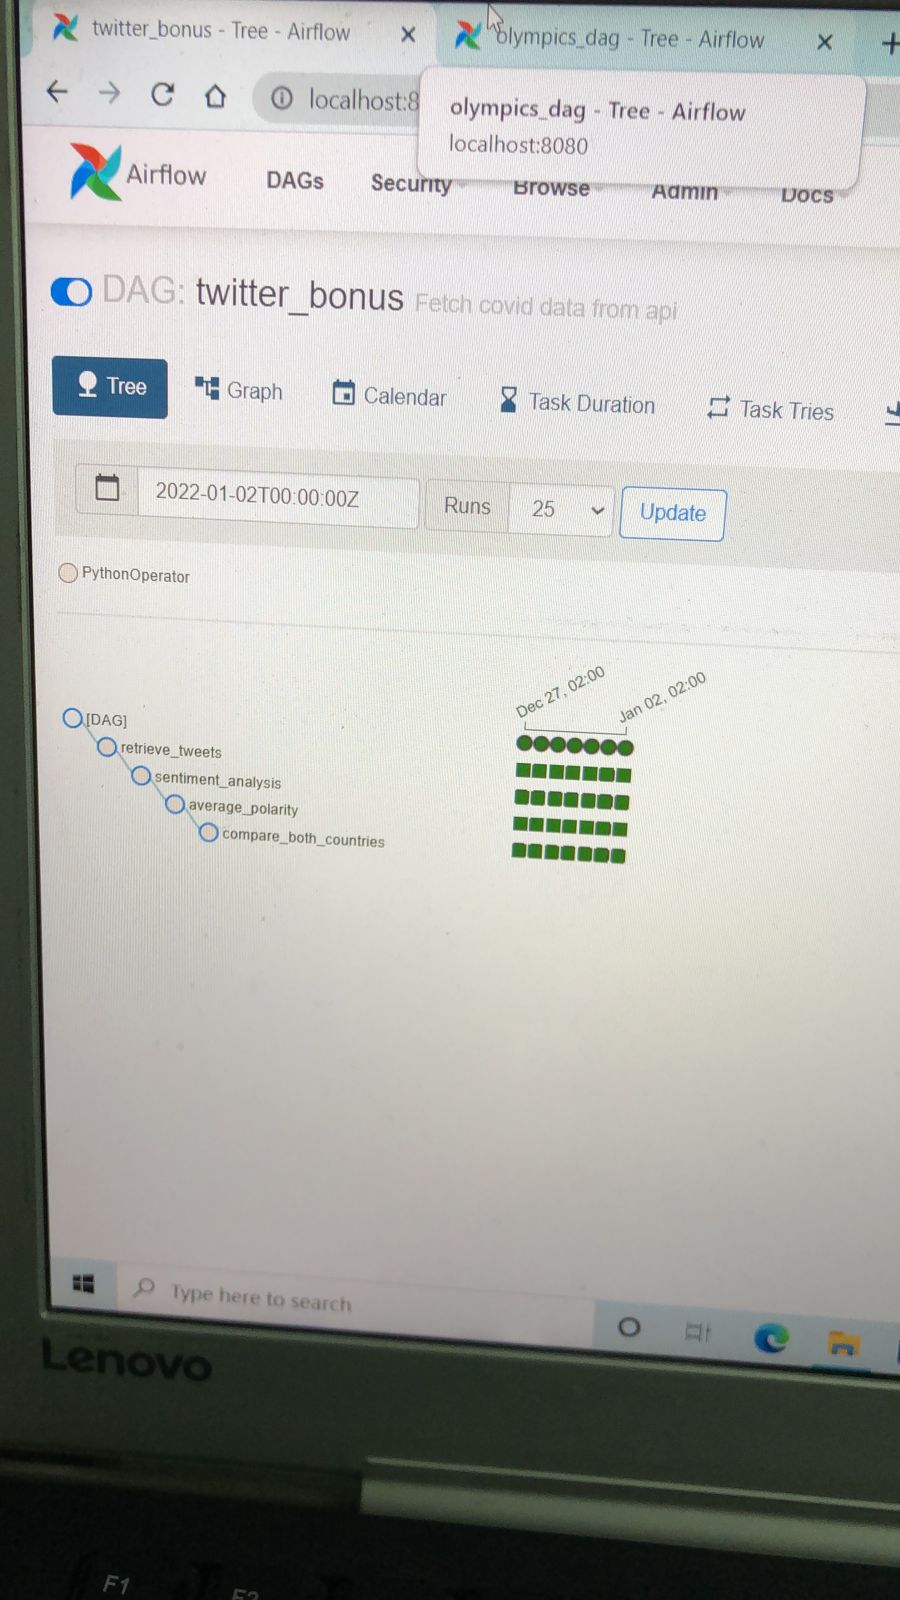 twitter_bonus - Tree - Airflow
olympics_dag - Tree - Airflow
localhost:8
olympics_dag - Tree - Airflow
localhost:8080
Airflow DAGs Security Browse Admin Docs
DAG: twitter_bonus Fetch covid data from api
Tree Graph Calendar Task Duration Task Tries
2022-01-02T00:00:00Z Runs 25 Update
PythonOperator
Dec 27, 02:00 Jan 02, 02:00
[DAG]
retrieve_tweets
sentiment_analysis
average_polarity
compare_both_countries
Type here to search
Lenovo
F1
F2